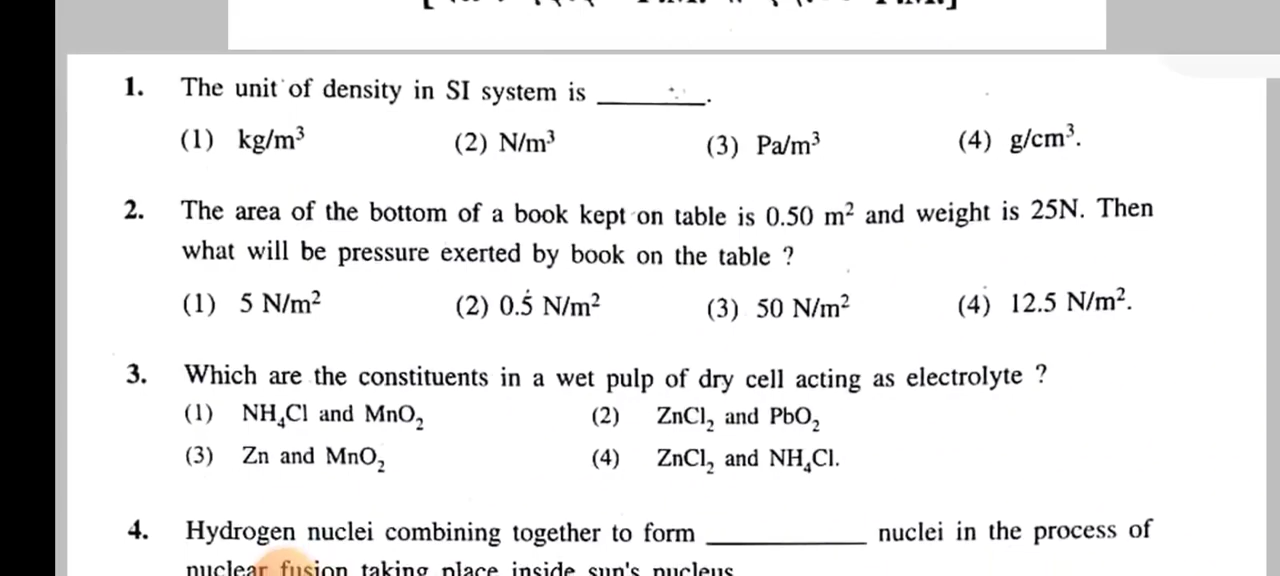 1. The unit of density in SI system is ________.
(1) kg/m³ (2) N/m³ (3) Pa/m³ (4) g/cm³.
2. The area of the bottom of a book kept on table is 0.50 m² and weight is 25N. Then
what will be pressure exerted by book on the table ?
(1) 5 N/m² (2) 0.5 N/m² (3) 50 N/m² (4) 12.5 N/m².
3. Which are the constituents in a wet pulp of dry cell acting as electrolyte ?
(1) NH₄Cl and MnO₂ (2) ZnCl₂ and PbO₂
(3) Zn and MnO₂ (4) ZnCl₂ and NH₄Cl.
4. Hydrogen nuclei combining together to form ____________ nuclei in the process of
nuclear fusion taking place inside sun's nucleus